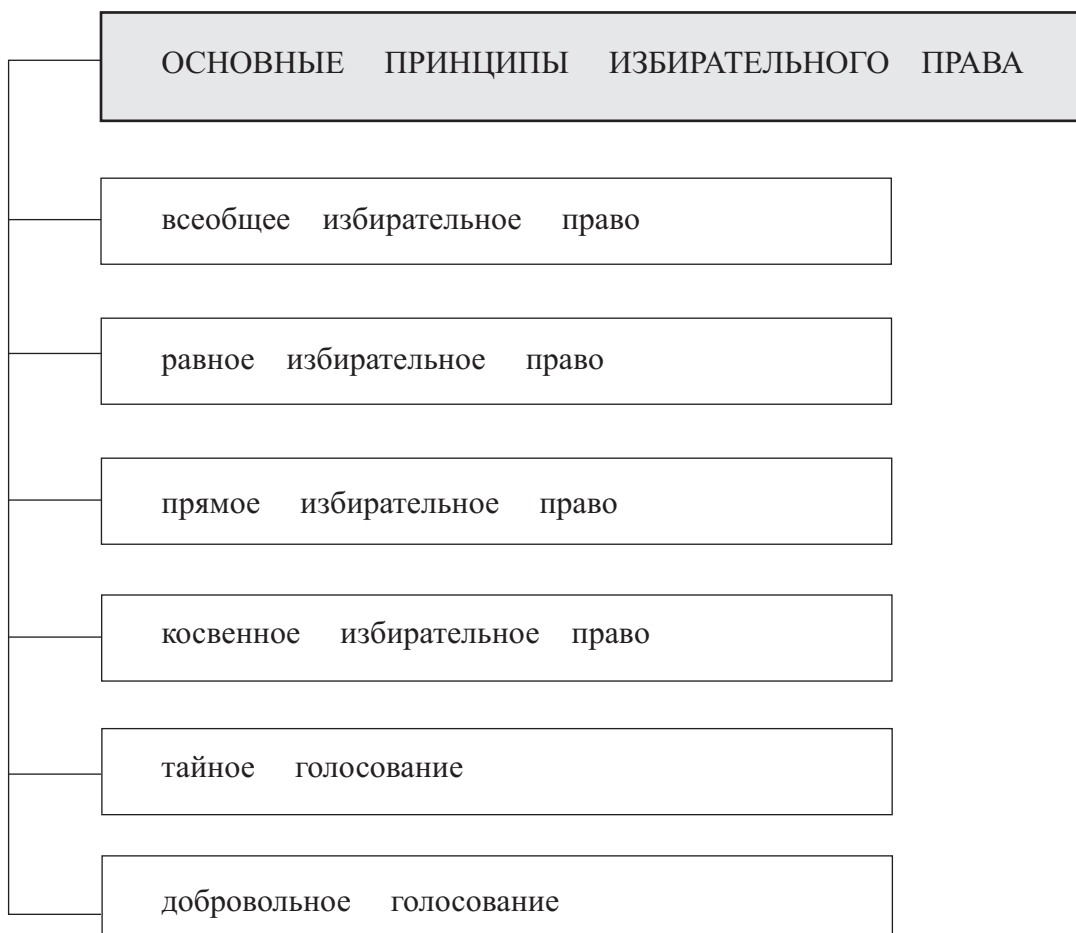 ОСНОВНЫЕ ПРИНЦИПЫ ИЗБИРАТЕЛЬНОГО ПРАВА
всеобщее избирательное право
равное избирательное право
прямое избирательное право
косвенное избирательное право
тайное голосование
добровольное голосование